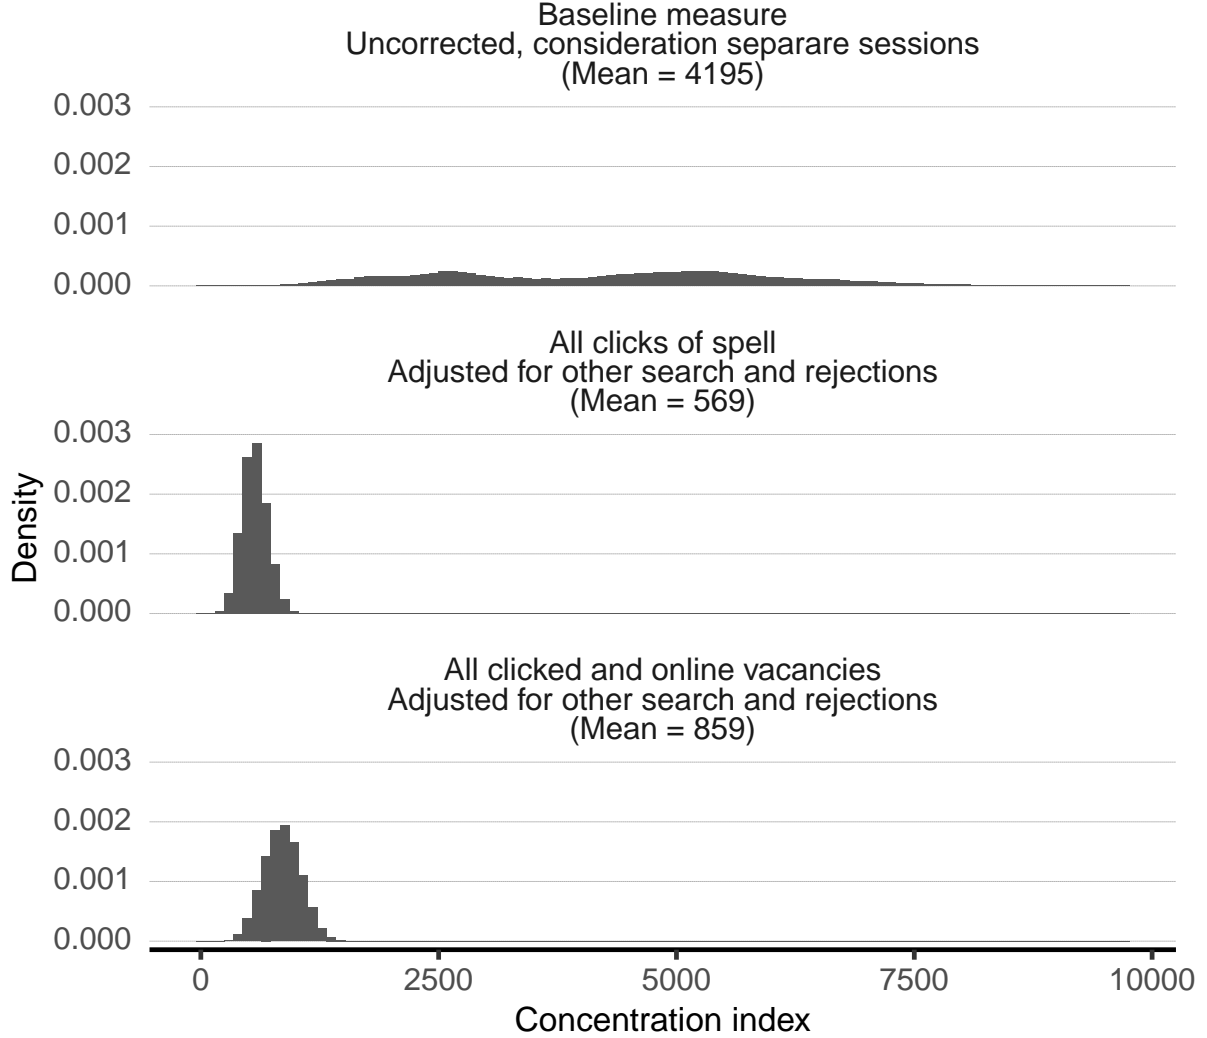 Baseline measure
Uncorrected, consideration separare sessions
(Mean = 4195)
0.003
0.002
0.001
0.000
All clicks of spell
Adjusted for other search and rejections
(Mean = 569)
0.003
0.002
0.001
0.000
Density
All clicked and online vacancies
Adjusted for other search and rejections
(Mean = 859)
0.003
0.002
0.001
0.000
0 2500 5000 7500 10000
Concentration index